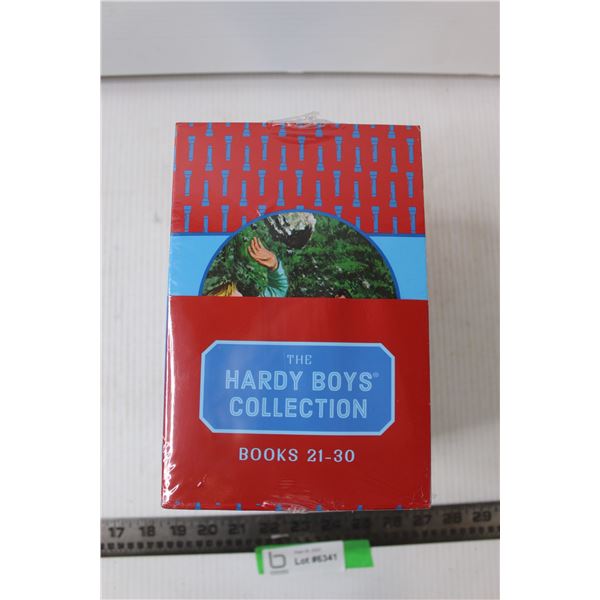 THE
HARDY BOYS®
COLLECTION
BOOKS 21-30
17 18 19 20 21 22 23 24 25 26 27 28 29
b
Lot #6341